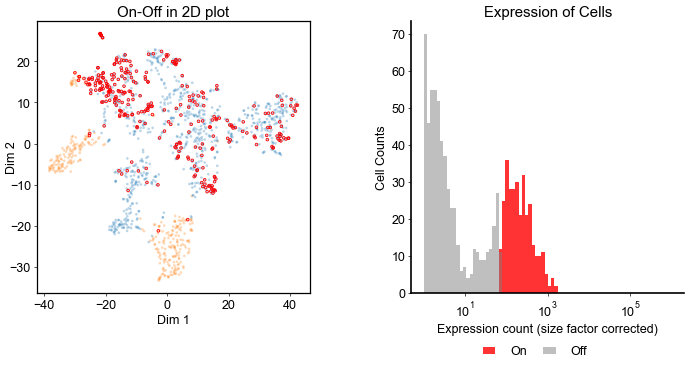 On-Off in 2D plot
20
10
0
−10
−20
−30
−40
−20
0
20
40
Dim 2
Dim 1
Expression of Cells
70
60
50
40
30
20
10
0
10^1
10^3
10^5
Cell Counts
Expression count (size factor corrected)
On
Off